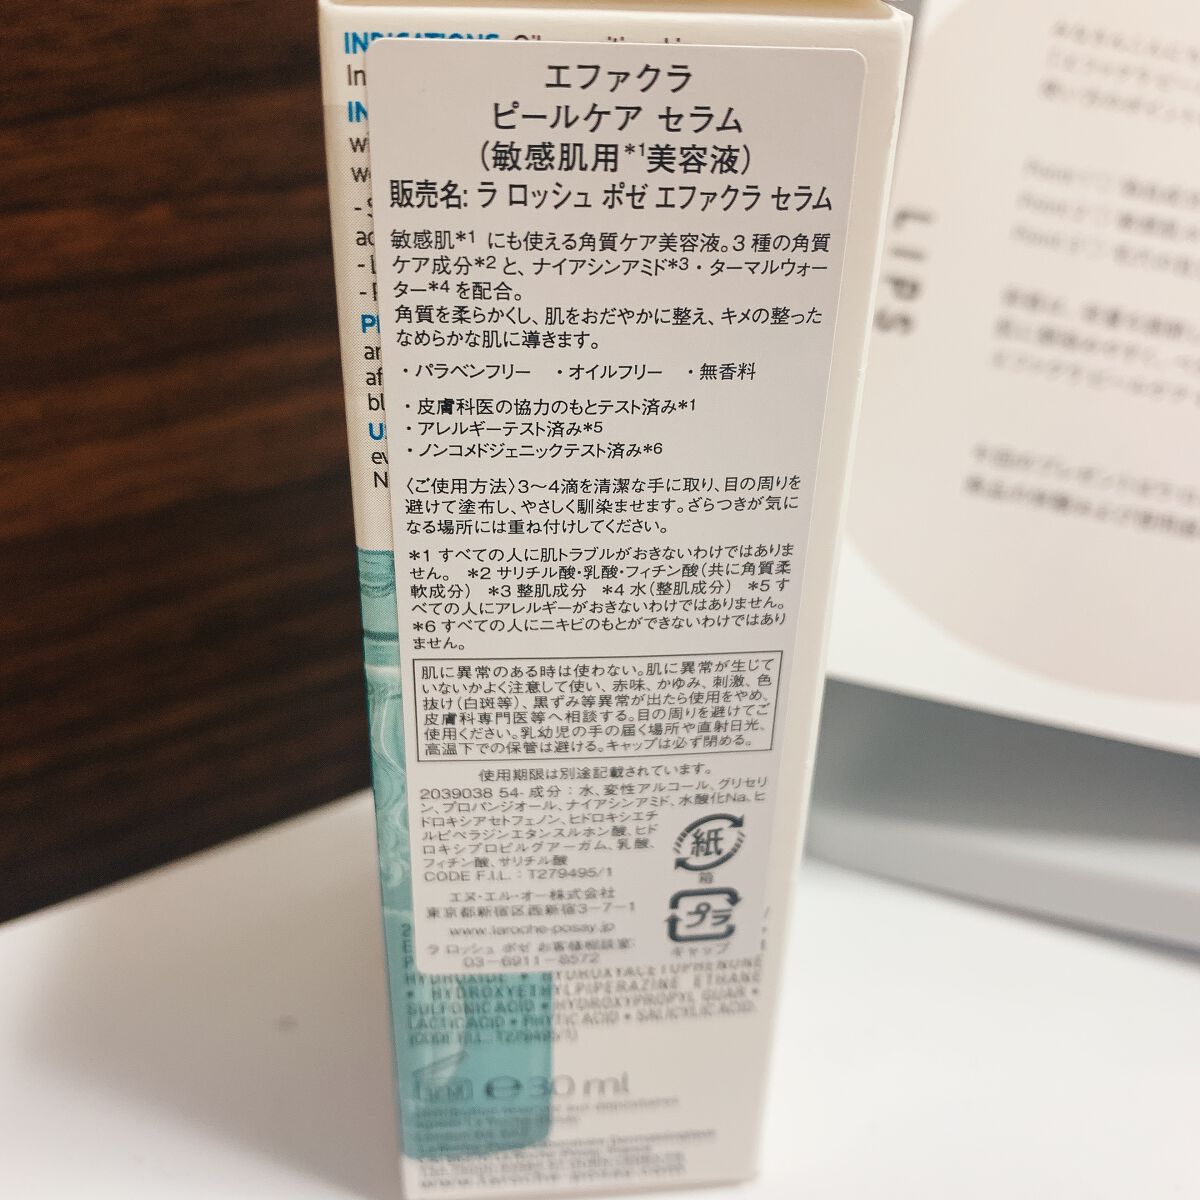 エファクラ
ピールケア セラム
(敏感肌用*1美容液)
販売名: ラ ロッシュ ポゼ エファクラ セラム
敏感肌*1 にも使える角質ケア美容液。3 種の角質
ケア成分*2 と、ナイアシンアミド*3・ターマルウォー
ター*4 を配合。
角質を柔らかくし、肌をおだやかに整え、キメの整った
なめらかな肌に導きます。
・パラベンフリー ・オイルフリー ・無香料
・皮膚科医の協力のもとテスト済み*1
・アレルギーテスト済み*5
・ノンコメドジェニックテスト済み*6
〈ご使用方法〉3〜4滴を清潔な手に取り、目の周りを
避けて塗布し、やさしく馴染ませます。ざらつきが気に
なる場所には重ね付けしてください。
*1 すべての人に肌トラブルがおきないわけではありま
せん。 *2 サリチル酸・乳酸・フィチン酸(共に角質柔
軟成分) *3 整肌成分 *4 水(整肌成分) *5 す
べての人にアレルギーがおきないわけではありません。
*6 すべての人にニキビのもとができないわけではあり
ません。
肌に異常のある時は使わない。肌に異常が生じて
いないかよく注意して使い、赤味、かゆみ、刺激、色
抜け(白斑等)、黒ずみ等異常が出たら使用をやめ、
皮膚科専門医等へ相談する。目の周りを避けてご
使用ください。乳幼児の手の届く場所や直射日光、
高温下での保管は避ける。キャップは必ず閉める。
使用期限は別途記載されています。
2039038 54- 成分：水、変性アルコール、グリセリ
ン、プロパンジオール、ナイアシンアミド、水酸化Na、ヒ
ドロキシアセトフェノン、ヒドロキシエチ
ルピペラジンエタンスルホン酸、ヒド
ロキシプロピルグアーガム、乳酸、
フィチン酸、サリチル酸
CODE F.I.L.：T279495/1
紙
箱
エヌ・エル・オー株式会社
東京都新宿区西新宿3-7-1
www.laroche-posay.jp
ラ ロッシュ ポゼ お客様相談室:
03-6911-8572
プラ
キャップ
HYDROXIDE • HYDROXYACETOPHENONE
• HYDROXYETHYLPIPERAZINE ETHANE
SULFONIC ACID • HYDROXYPROPYL GUAR •
LACTIC ACID • PHYTIC ACID • SALICYLIC ACID.
30 ml
LIPS